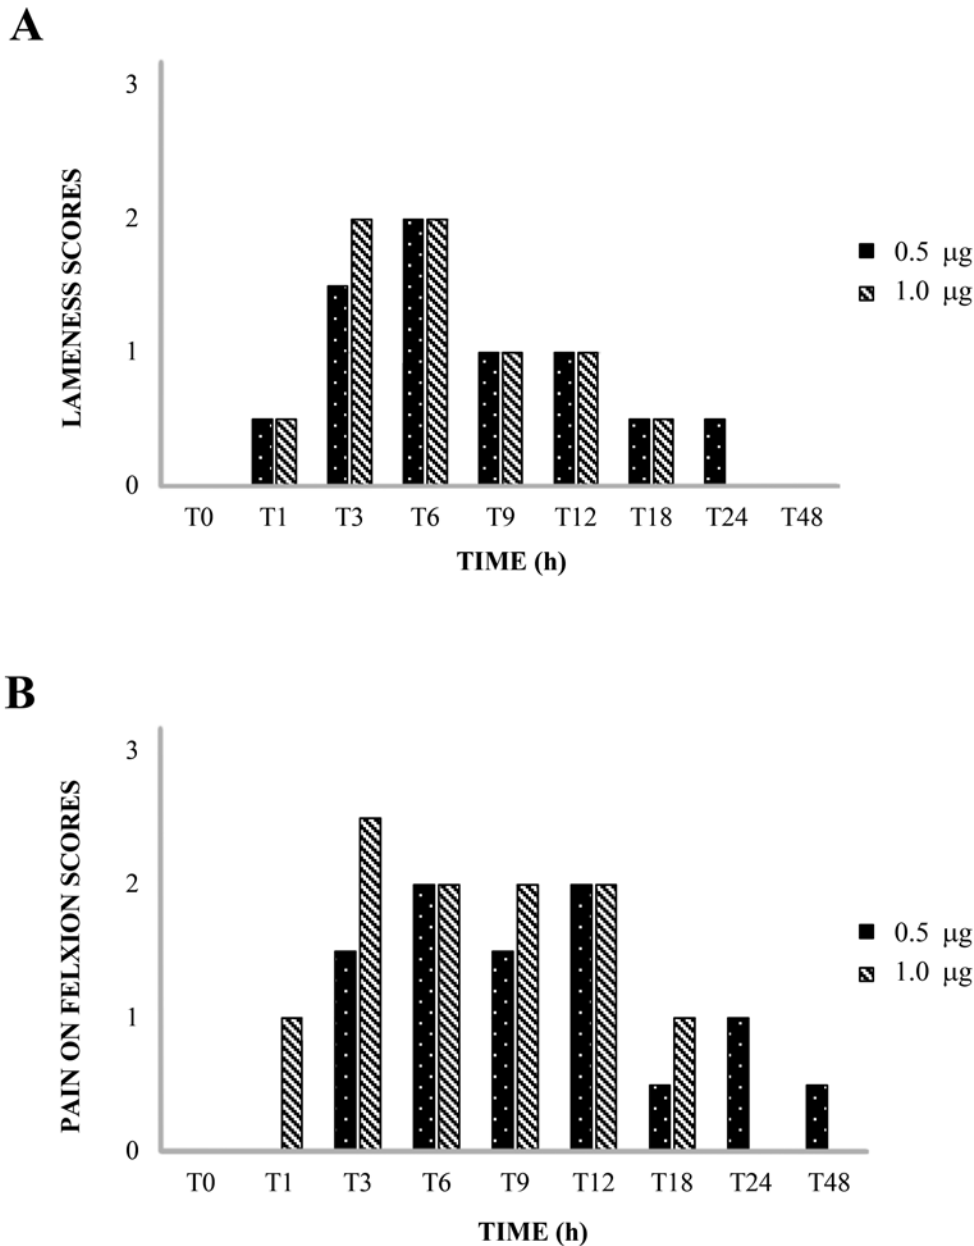 A
3
2
1
0
LAMENESS SCORES
0.5 μg
1.0 μg
T0 T1 T3 T6 T9 T12 T18 T24 T48
TIME (h)
B
3
2
1
0
PAIN ON FELXION SCORES
0.5 μg
1.0 μg
T0 T1 T3 T6 T9 T12 T18 T24 T48
TIME (h)